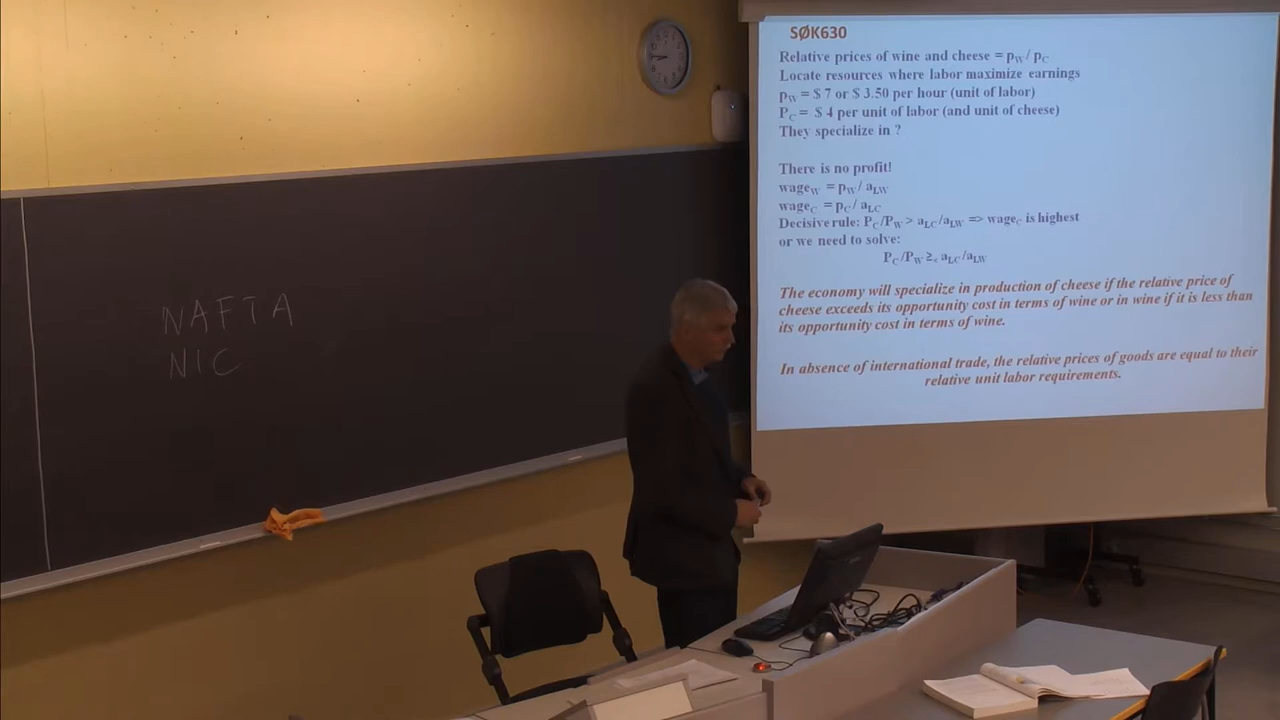 NAFTA
NIC
SØK630
Relative prices of wine and cheese = pW / pC
Locate resources where labor maximize earnings
pW = $ 7 or $ 3.50 per hour (unit of labor)
PC = $ 4 per unit of labor (and unit of cheese)
They specialize in ?
There is no profit!
wageW = pW/ aLW
wageC = pC/ aLC
Decisive rule: PC/PW > aLC/aLW => wageC is highest
or we need to solve:
PC/PW ≥< aLC/aLW
The economy will specialize in production of cheese if the relative price of
cheese exceeds its opportunity cost in terms of wine or in wine if it is less than
its opportunity cost in terms of wine.
In absence of international trade, the relative prices of goods are equal to their
relative unit labor requirements.